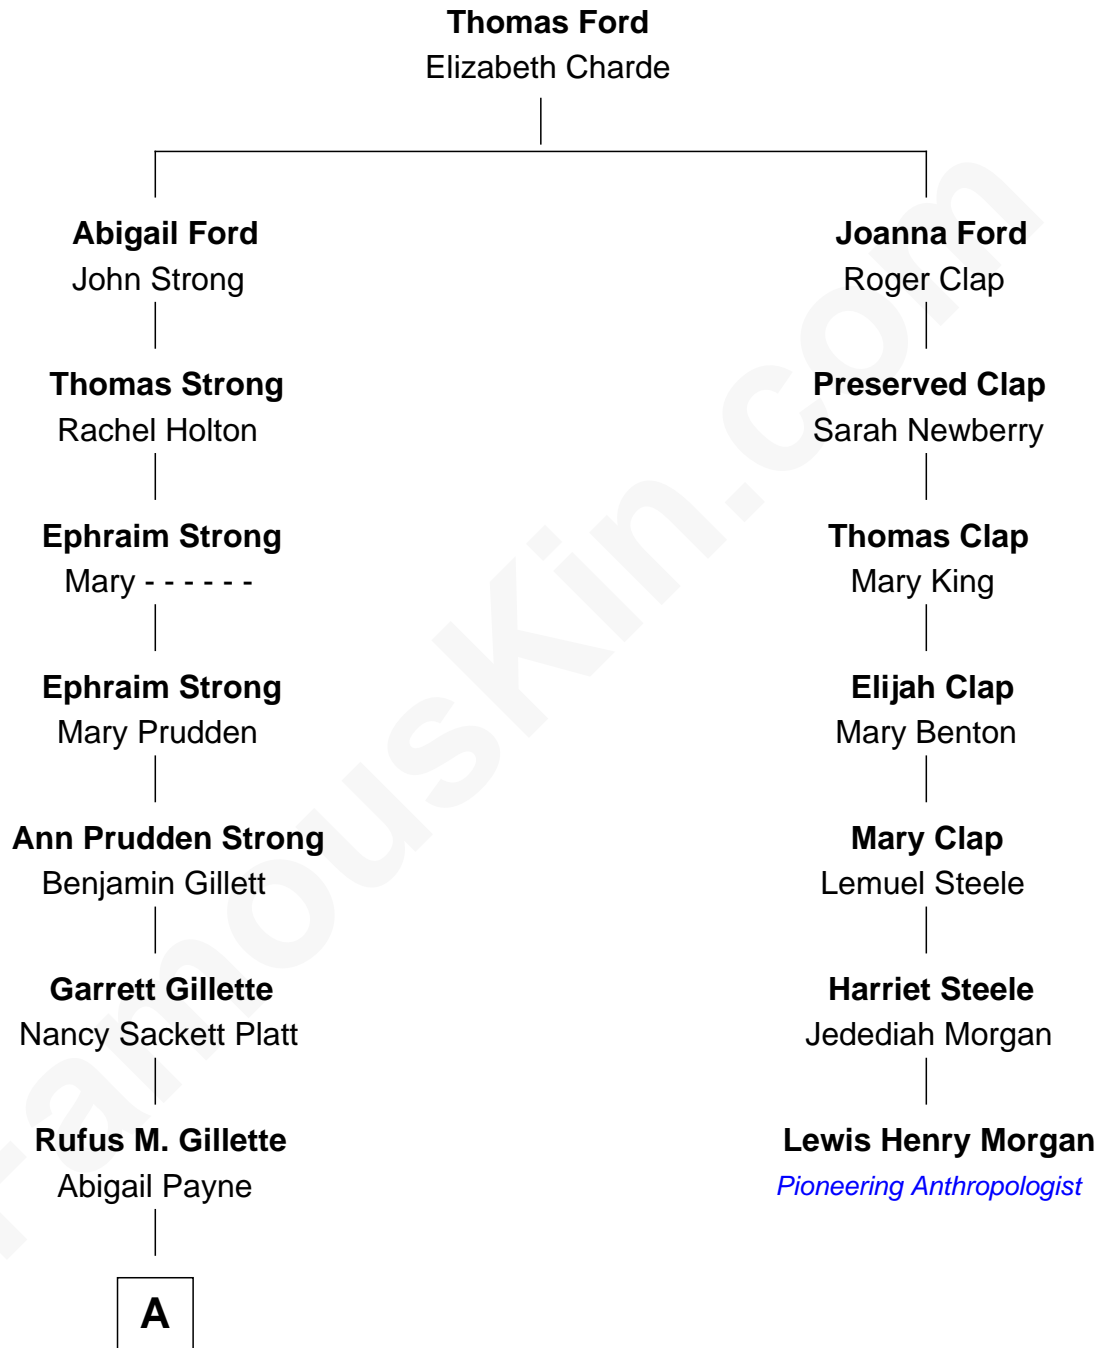 Thomas Ford
Elizabeth Charde
Abigail Ford
John Strong
Joanna Ford
Roger Clap
Thomas Strong
Rachel Holton
Preserved Clap
Sarah Newberry
Ephraim Strong
Mary - - - - - -
Thomas Clap
Mary King
Ephraim Strong
Mary Prudden
Elijah Clap
Mary Benton
Ann Prudden Strong
Benjamin Gillett
Mary Clap
Lemuel Steele
Garrett Gillette
Nancy Sackett Platt
Harriet Steele
Jedediah Morgan
Rufus M. Gillette
Abigail Payne
Lewis Henry Morgan
Pioneering Anthropologist
A
FamousKin.com